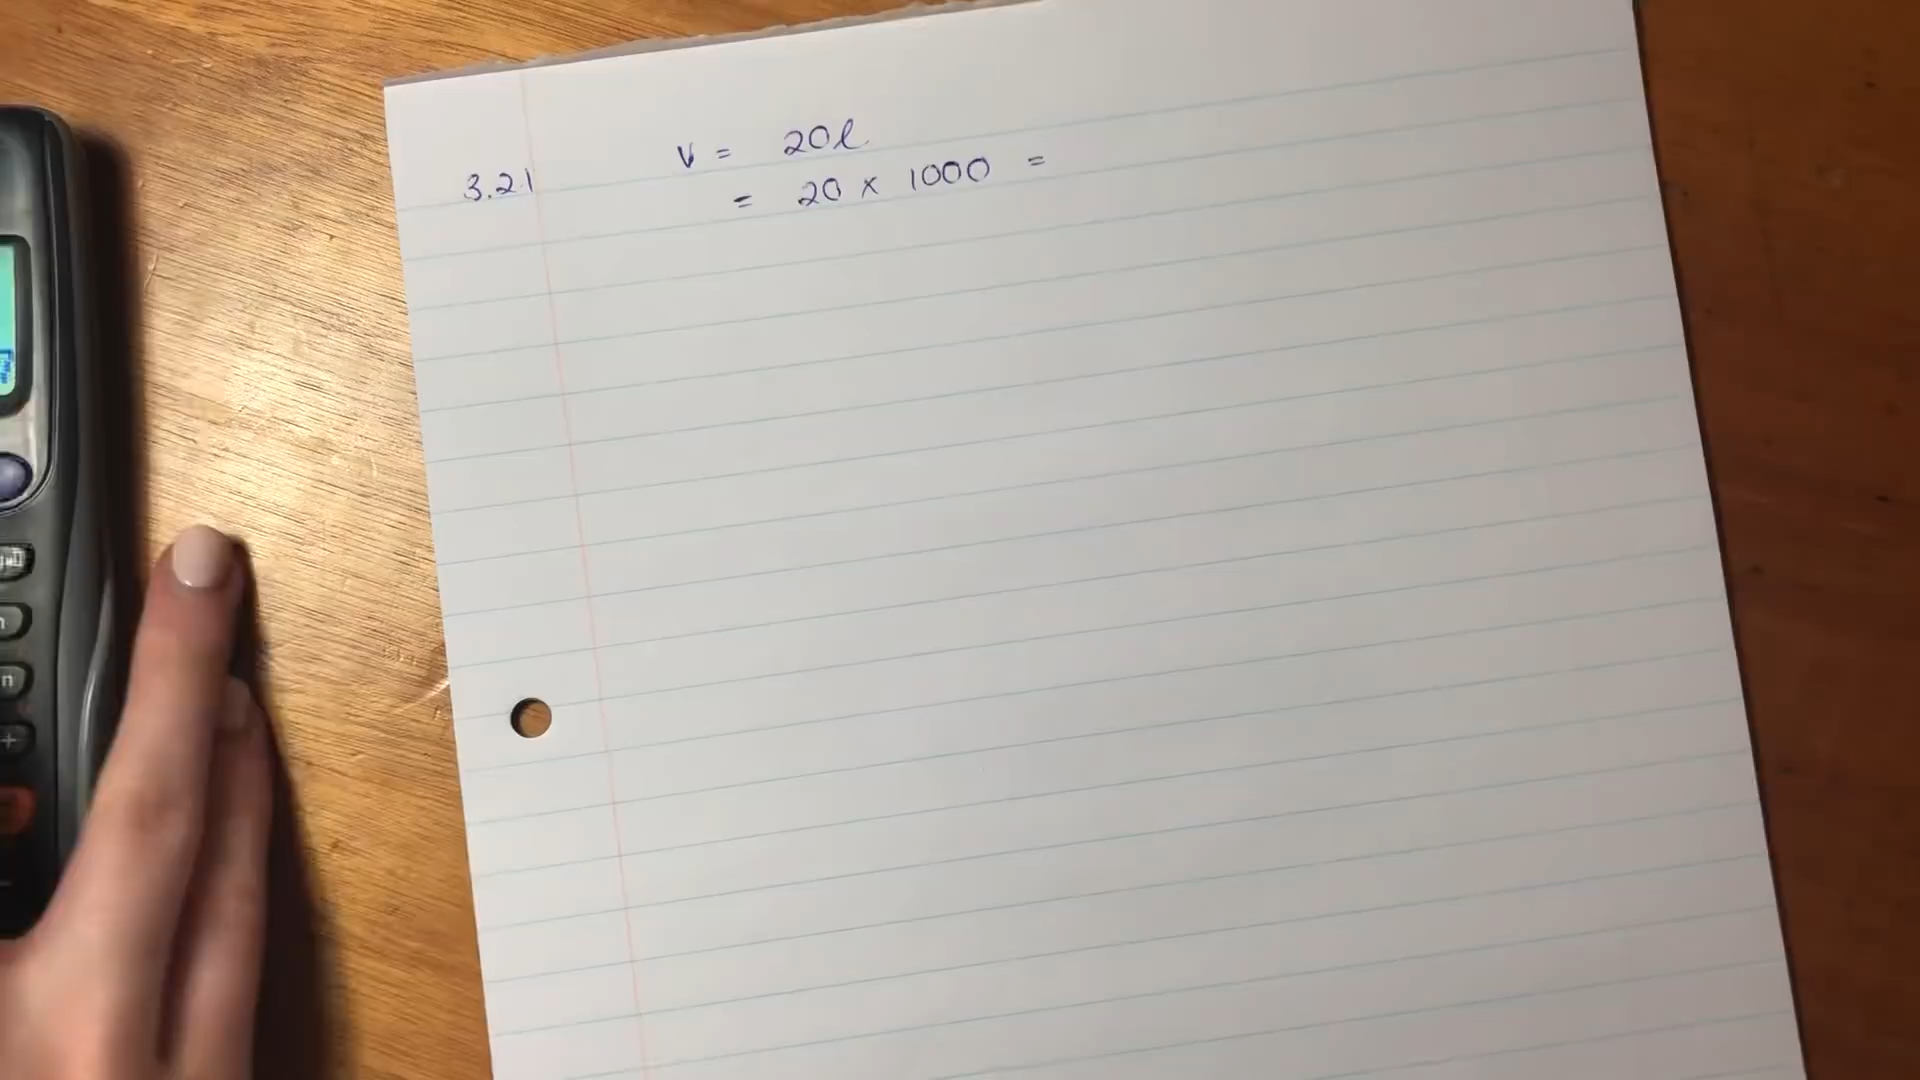 V = 20l
3.21
= 20 x 1000 =